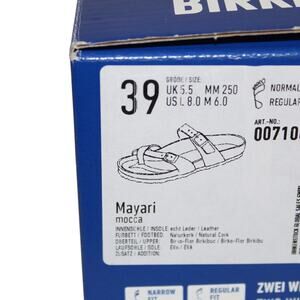 BIRK
39
GRÖßE / SIZE:
UK 5.5 MM 250
US L 8.0 M 6.0
NORMAL
REGULAR
ART.-NO.:
00710
Mayari
mocca
INNENSOHLE / INSOLE: echt Leder / Leather
FUßBETT / FOOTBED: Naturkork / Natural Cork
OBERTEIL / UPPER: Birko-Flor Birkibuc / Birko-Flor Birkibu
LAUFSOHLE / SOLE: EVA / EVA
ZUSATZ / ADDITION:
NARROW
FIT
REGULAR
FIT
ZWEI W